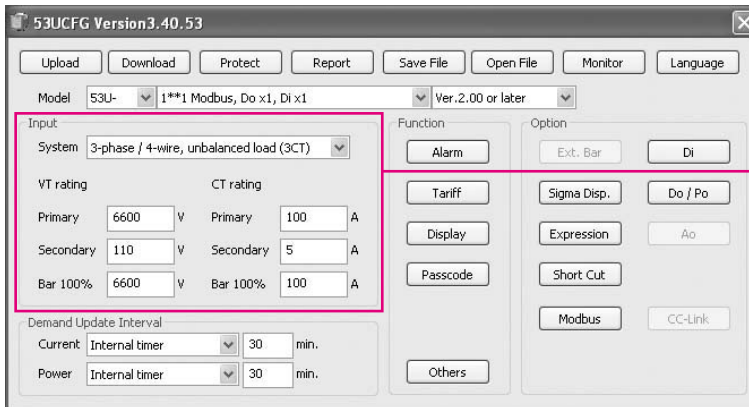 53UCFG Version3.40.53
Upload Download Protect Report Save File Open File Monitor Language
Model 53U- 1**1 Modbus, Do x1, Di x1 Ver.2.00 or later
Input Function Option
System 3-phase / 4-wire, unbalanced load (3CT) Alarm Ext. Bar Di
VT rating CT rating Tariff Sigma Disp. Do / Po
Primary 6600 V Primary 100 A
Display Expression Ao
Secondary 110 V Secondary 5 A
Bar 100% 6600 V Bar 100% 100 A Passcode Short Cut
Modbus CC-Link
Demand Update Interval
Current Internal timer 30 min.
Power Internal timer 30 min. Others